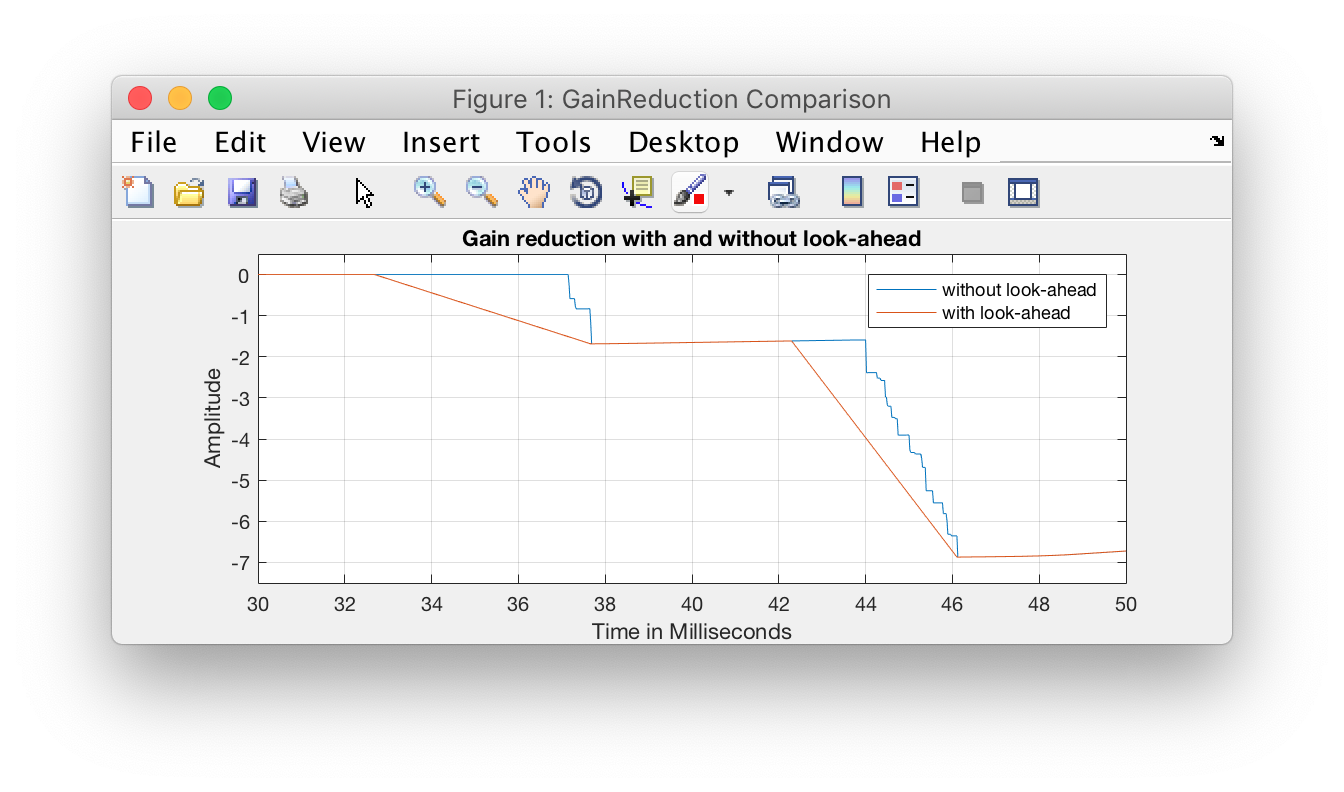 Figure 1: GainReduction Comparison
File Edit View Insert Tools Desktop Window Help
Gain reduction with and without look-ahead
without look-ahead
with look-ahead
Amplitude
0
-1
-2
-3
-4
-5
-6
-7
30 32 34 36 38 40 42 44 46 48 50
Time in Milliseconds